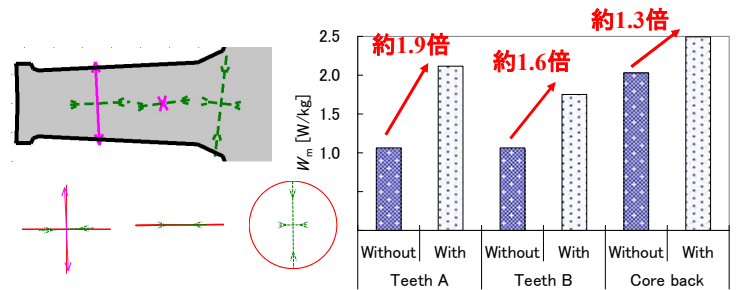 約1.9倍
約1.6倍
約1.3倍
2.5
2.0
1.5
1.0
Wm [W/kg]
Without With Without With Without With
Teeth A Teeth B Core back